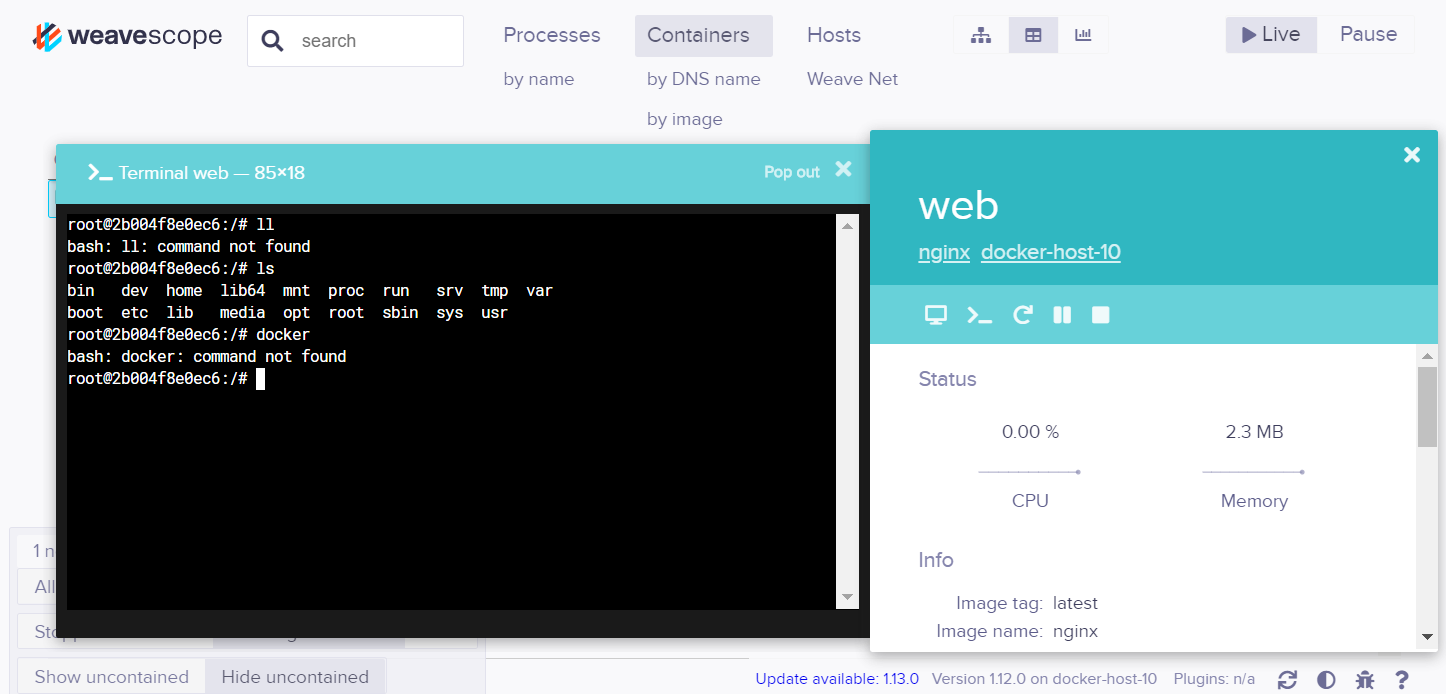 weavescope
search
Processes
Containers
Hosts
Live
Pause
by name
by DNS name
Weave Net
by image
Terminal web — 85×18
Pop out
root@2b004f8e0ec6:/# ll
bash: ll: command not found
root@2b004f8e0ec6:/# ls
bin dev home lib64 mnt proc run srv tmp var
boot etc lib media opt root sbin sys usr
root@2b004f8e0ec6:/# docker
bash: docker: command not found
root@2b004f8e0ec6:/#
web
nginx docker-host-10
Status
0.00 %
2.3 MB
CPU
Memory
Info
Image tag: latest
Image name: nginx
1 n
All
Show uncontained
Hide uncontained
Update available: 1.13.0 Version 1.12.0 on docker-host-10 Plugins: n/a